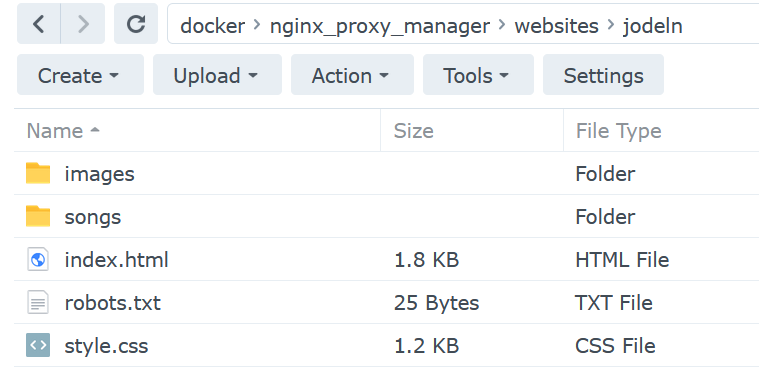 docker nginx_proxy_manager websites jodeln
Create Upload Action Tools Settings
Name Size File Type
images Folder
songs Folder
index.html 1.8 KB HTML File
robots.txt 25 Bytes TXT File
style.css 1.2 KB CSS File